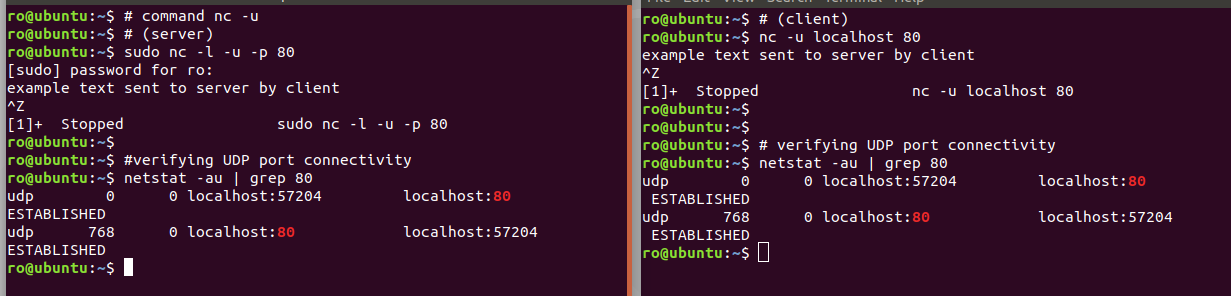 ro@ubuntu:~$ # command nc -u
ro@ubuntu:~$ # (server)
ro@ubuntu:~$ sudo nc -l -u -p 80
[sudo] password for ro:
example text sent to server by client
^Z
[1]+  Stopped                 sudo nc -l -u -p 80
ro@ubuntu:~$
ro@ubuntu:~$ #verifying UDP port connectivity
ro@ubuntu:~$ netstat -au | grep 80
udp        0      0 localhost:57204         localhost:80
ESTABLISHED
udp      768      0 localhost:80            localhost:57204
ESTABLISHED
ro@ubuntu:~$
File Edit View Search Terminal Help
ro@ubuntu:~$ # (client)
ro@ubuntu:~$ nc -u localhost 80
example text sent to server by client
^Z
[1]+  Stopped                 nc -u localhost 80
ro@ubuntu:~$
ro@ubuntu:~$
ro@ubuntu:~$ # verifying UDP port connectivity
ro@ubuntu:~$ netstat -au | grep 80
udp        0      0 localhost:57204         localhost:80
 ESTABLISHED
udp      768      0 localhost:80            localhost:57204
 ESTABLISHED
ro@ubuntu:~$